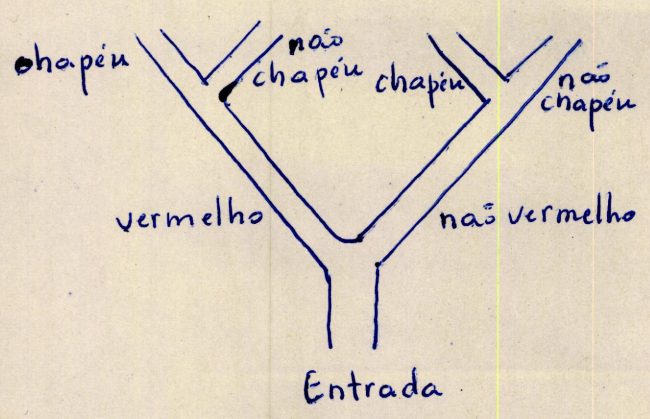 chapéu
não
chapéu
chapéu
não
chapéu
vermelho
não vermelho
Entrada